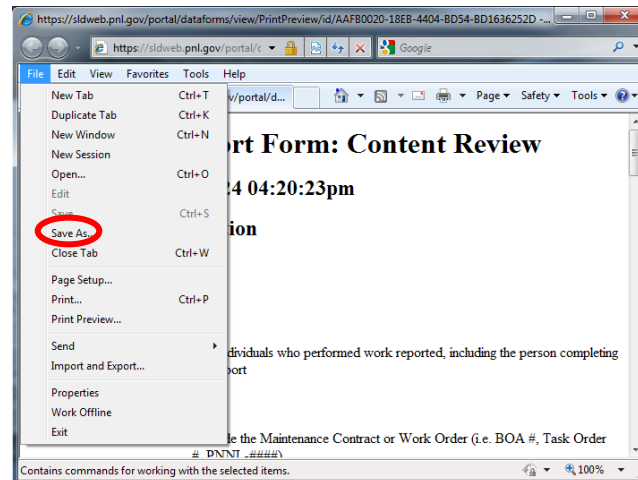 https://sldweb.pnl.gov/portal/dataforms/view/PrintPreview/id/AAFB0020-18EB-4404-BD54-BD1636252D -...
https://sldweb.pnl.gov/portal/c
Google
File Edit View Favorites Tools Help
v/portal/d...
Page Safety Tools
New Tab Ctrl+T
Duplicate Tab Ctrl+K
New Window Ctrl+N
New Session
Open... Ctrl+O
Edit
Save Ctrl+S
Save As...
Close Tab Ctrl+W
Page Setup...
Print... Ctrl+P
Print Preview...
Send
Import and Export...
Properties
Work Offline
Exit
rt Form: Content Review
24 04:20:23pm
ion
dividuals who performed work reported, including the person completing
port
de the Maintenance Contract or Work Order (i.e. BOA #, Task Order
#, PNNL-####)
Contains commands for working with the selected items.
100%